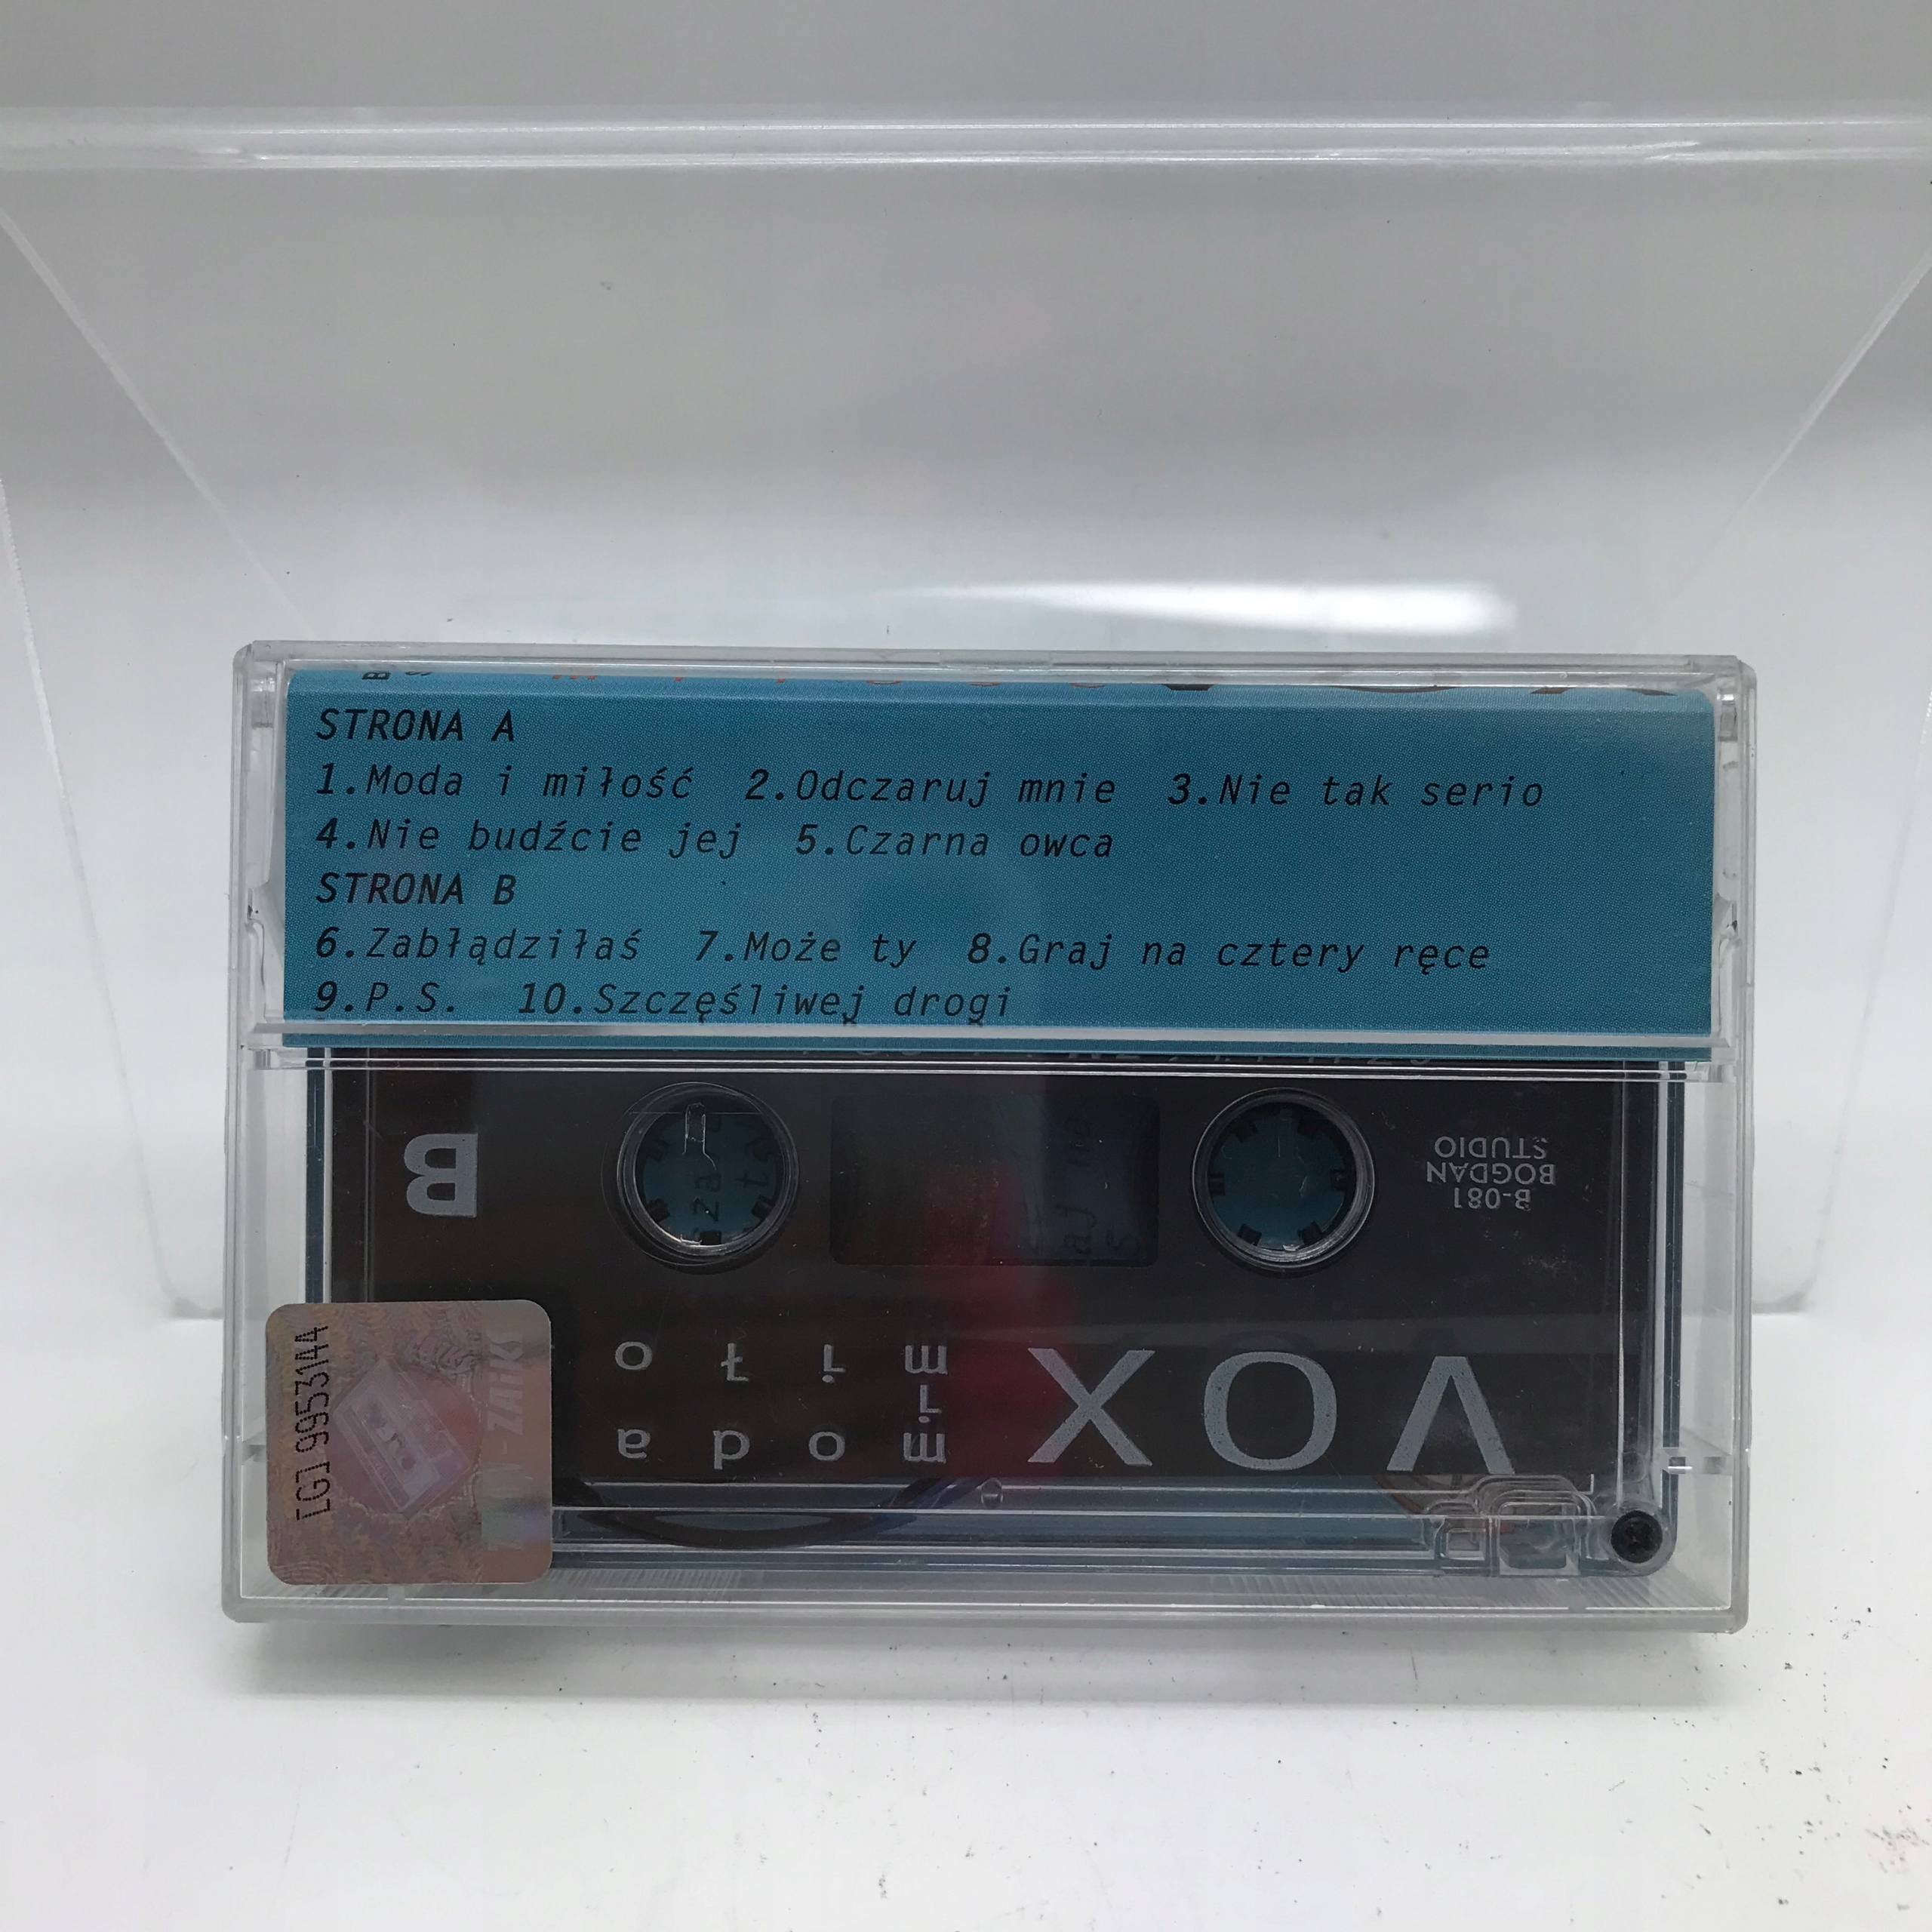 STRONA A
1.Moda i miłość 2.Odczaruj mnie 3.Nie tak serio
4.Nie budźcie jej 5.Czarna owca
STRONA B
6.Zabłądziłaś 7.Może ty 8.Graj na cztery ręce
9.P.S. 10.Szczęśliwej drogi
B
B-081
BOGDAN
STUDIO
VOX
moda
i
miło
LG1 995314A
ZAiK